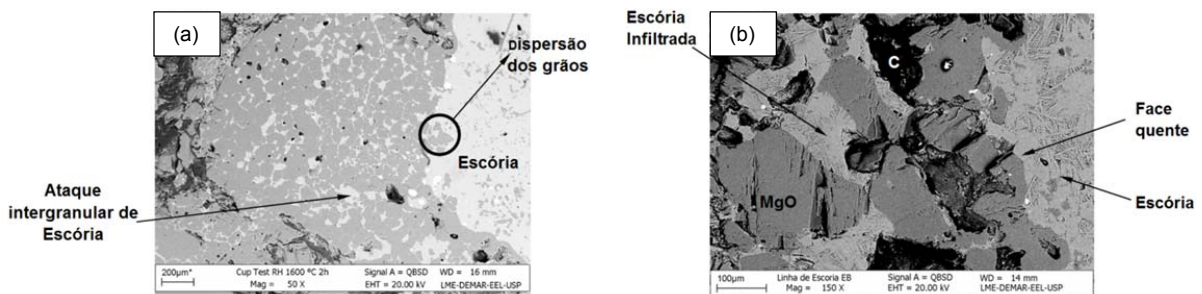 (a)
Dispersão
dos grãos
Escória
Ataque
intergranular de
Escória
200µm*
Cup Test RH 1600 ºC 2h
Mag = 50 X
Signal A = QBSD
EHT = 20.00 kV
WD = 16 mm
LME-DEMAR-EEL-USP
Escória
Infiltrada
(b)
C
Face
quente
MgO
Escória
100µm
Linha de Escoria EB
Mag = 150 X
Signal A = QBSD
EHT = 20.00 kV
WD = 14 mm
LME-DEMAR-EEL-USP